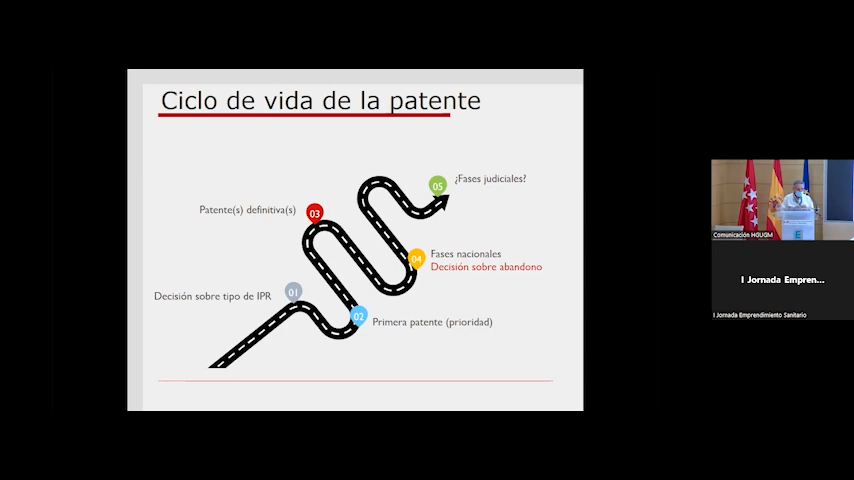 Ciclo de vida de la patente
05
¿Fases judiciales?
Patente(s) definitiva(s)
03
04
Fases nacionales
Decisión sobre abandono
Decisión sobre tipo de IPR
01
02
Primera patente (prioridad)
Comunicación HGUGM
I Jornada Empren...
I Jornada Emprendimiento Sanitario